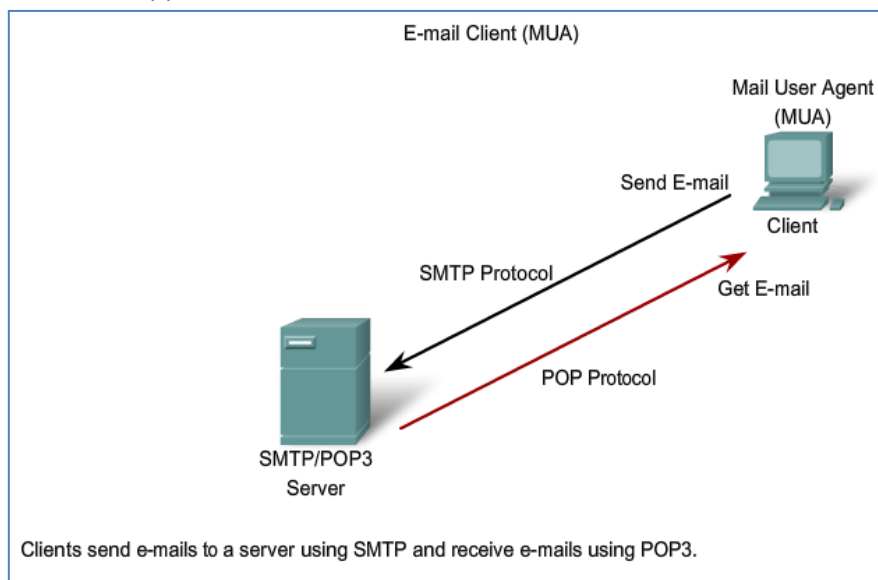 E-mail Client (MUA)
Mail User Agent
(MUA)
Send E-mail
Client
SMTP Protocol
Get E-mail
POP Protocol
SMTP/POP3
Server
Clients send e-mails to a server using SMTP and receive e-mails using POP3.